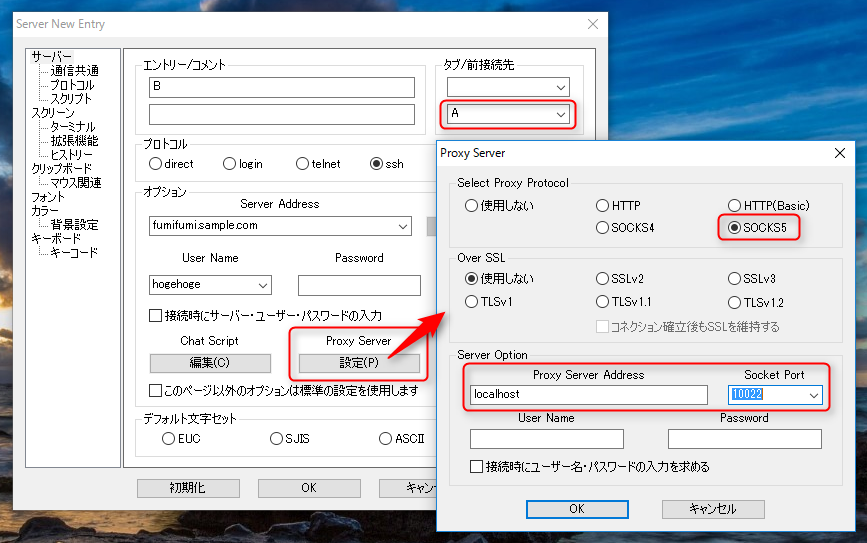 Server New Entry
サーバー
通信共通
プロトコル
スクリプト
スクリーン
ターミナル
拡張機能
ヒストリー
クリップボード
マウス関連
フォント
カラー
背景設定
キーボード
キーコード
エントリー/コメント
B
タブ/前接続先
A
プロトコル
direct login telnet ssh
オプション
Server Address
fumifumi.sample.com
User Name Password
hogehoge
接続時にサーバー・ユーザー・パスワードの入力
Chat Script Proxy Server
編集(C) 設定(P)
このページ以外のオプションは標準の設定を使用します
デフォルト文字セット
EUC SJIS ASCII
初期化 OK キャン
Proxy Server
Select Proxy Protocol
使用しない HTTP HTTP(Basic)
SOCKS4 SOCKS5
Over SSL
使用しない SSLv2 SSLv3
TLSv1 TLSv1.1 TLSv1.2
コネクション確立後もSSLを維持する
Server Option
Proxy Server Address Socket Port
localhost 10022
User Name Password
接続時にユーザー名・パスワードの入力を求める
OK キャンセル